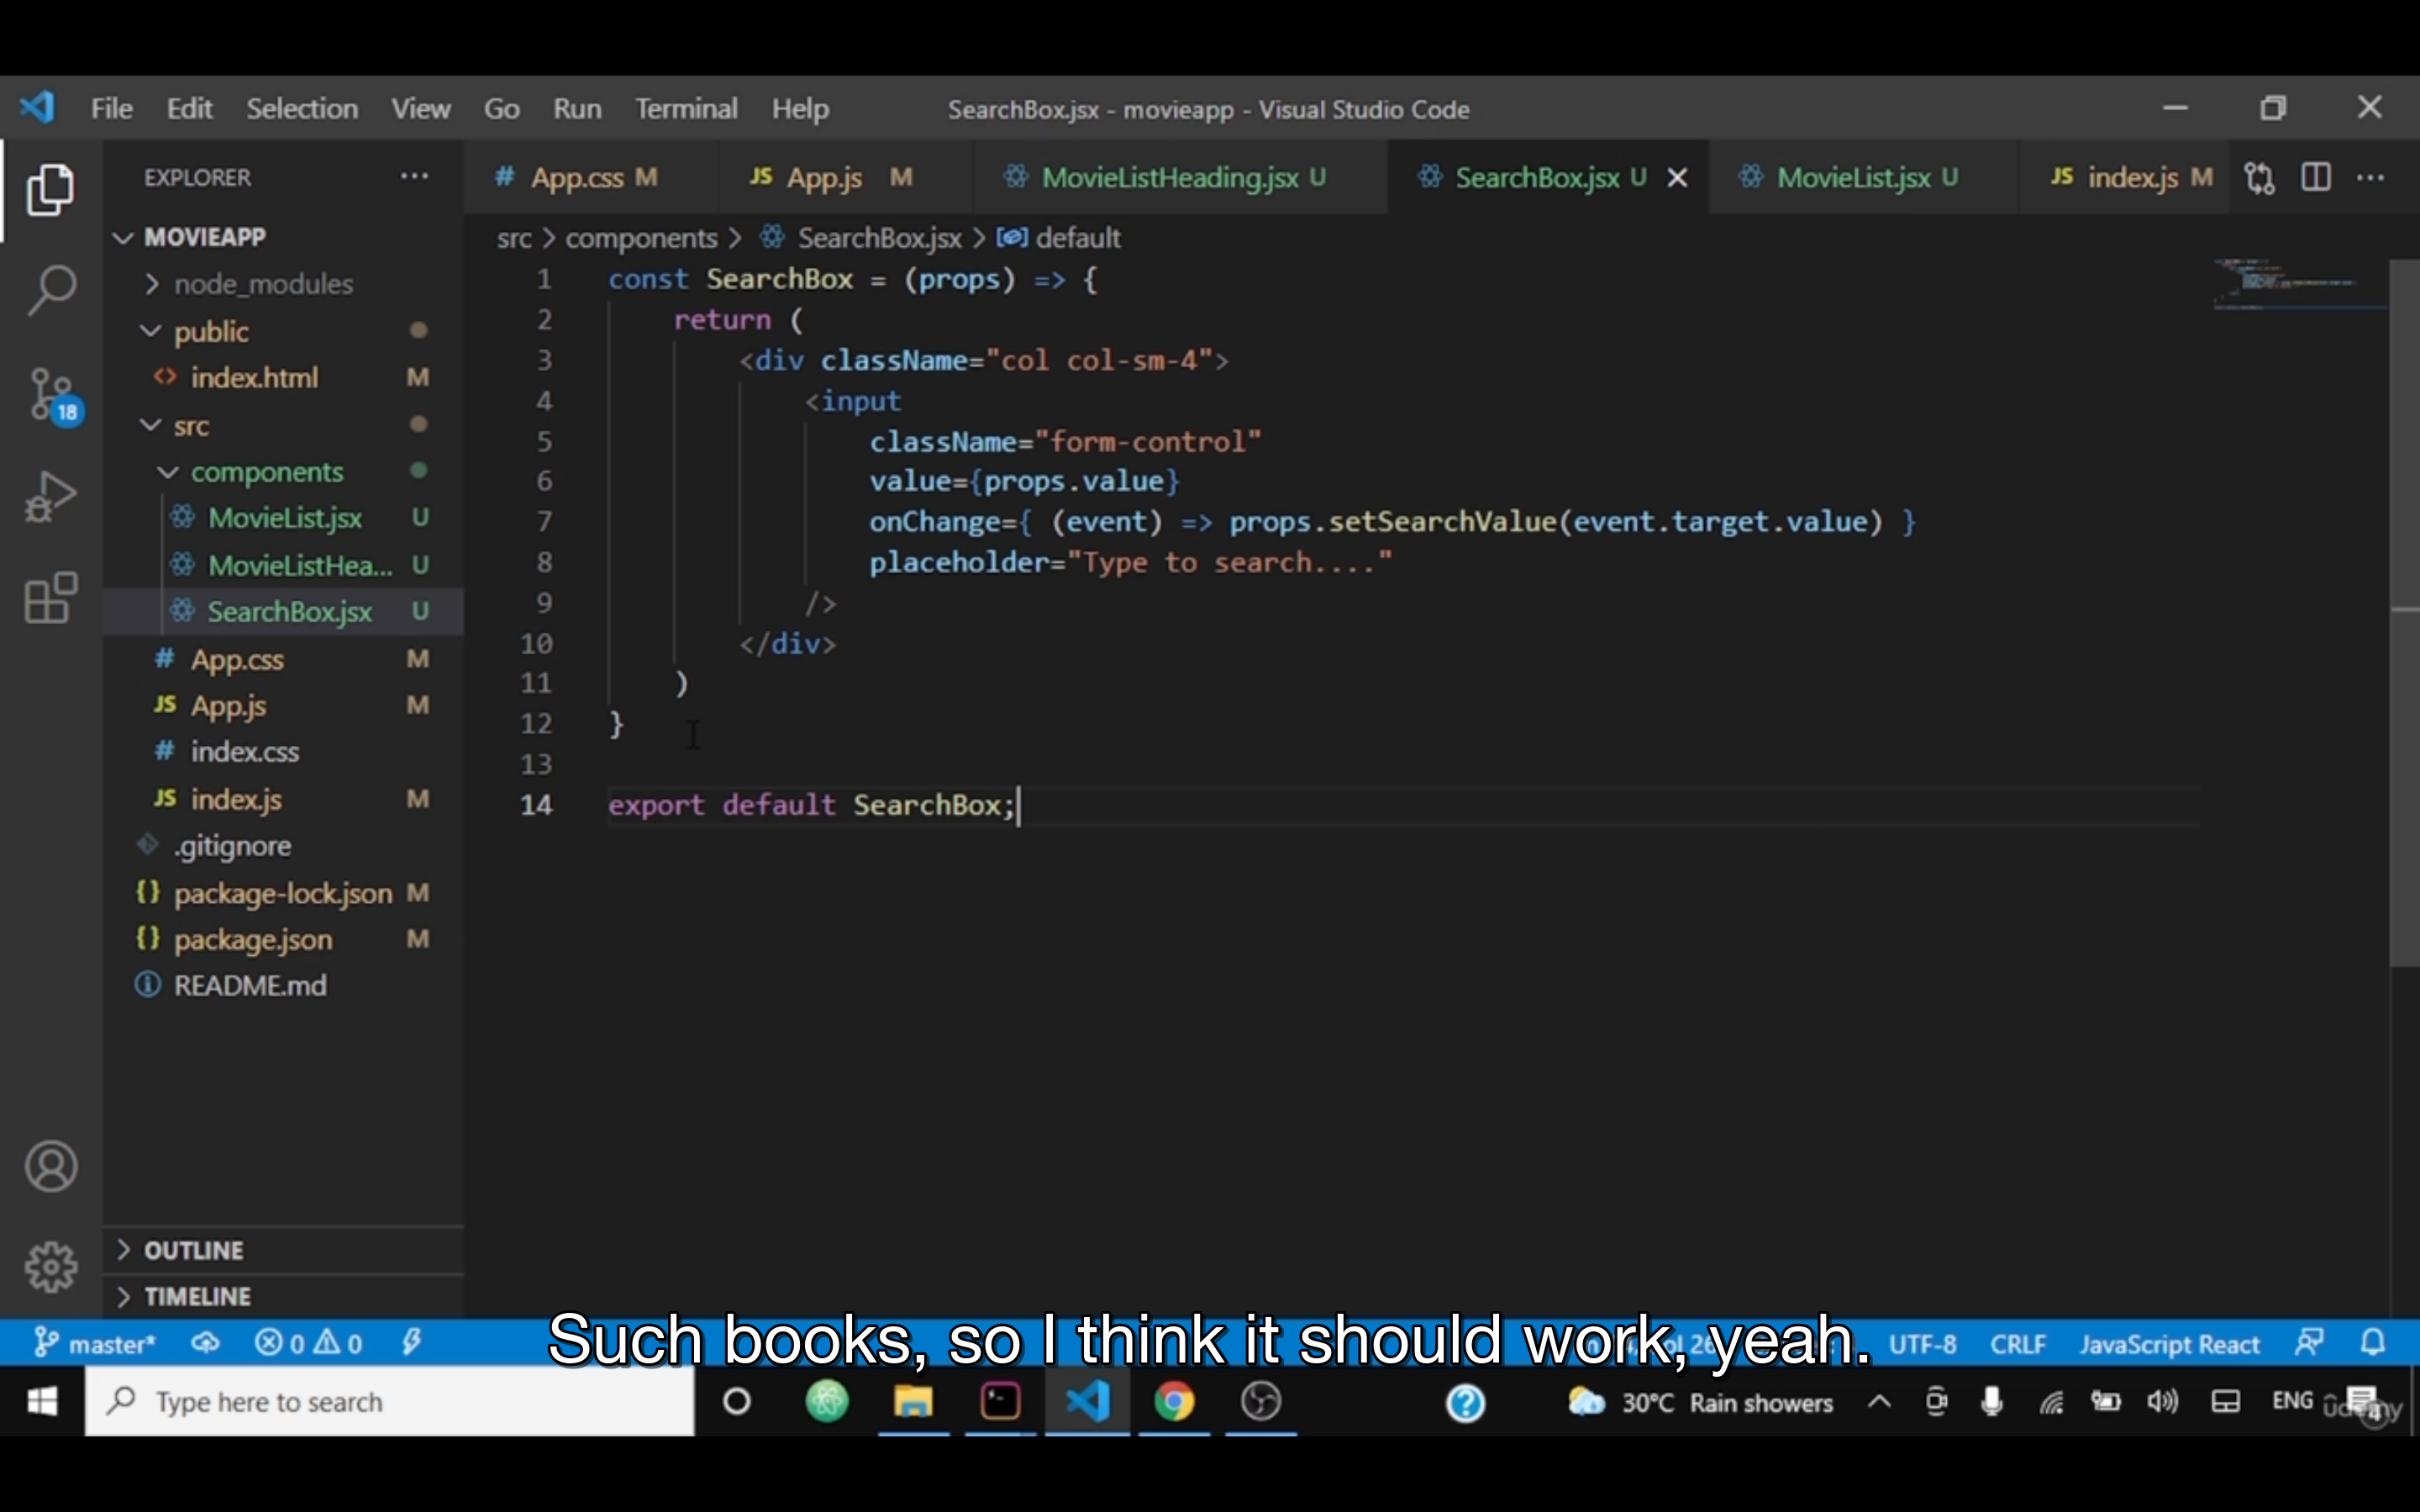 File Edit Selection View Go Run Terminal Help SearchBox.jsx - movieapp - Visual Studio Code
EXPLORER ...
# App.css M JS App.js M MovieListHeading.jsx U SearchBox.jsx U MovieList.jsx U JS index.js M ...
MOVIEAPP
src > components > SearchBox.jsx > default
node_modules
public
<> index.html M
src
components
MovieList.jsx U
MovieListHea... U
SearchBox.jsx U
# App.css M
JS App.js M
# index.css
JS index.js M
.gitignore
{} package-lock.json M
{} package.json M
README.md
18
OUTLINE
TIMELINE
1 const SearchBox = (props) => {
2 return (
3 <div className="col col-sm-4">
4 <input
5 className="form-control"
6 value={props.value}
7 onChange={ (event) => props.setSearchValue(event.target.value) }
8 placeholder="Type to search...."
9 />
10 </div>
11 )
12 }
13
14 export default SearchBox;
Such books, so I think it should work, yeah.
master* 0 0 UTF-8 CRLF JavaScript React
Type here to search 30°C Rain showers ENG
ûdemy